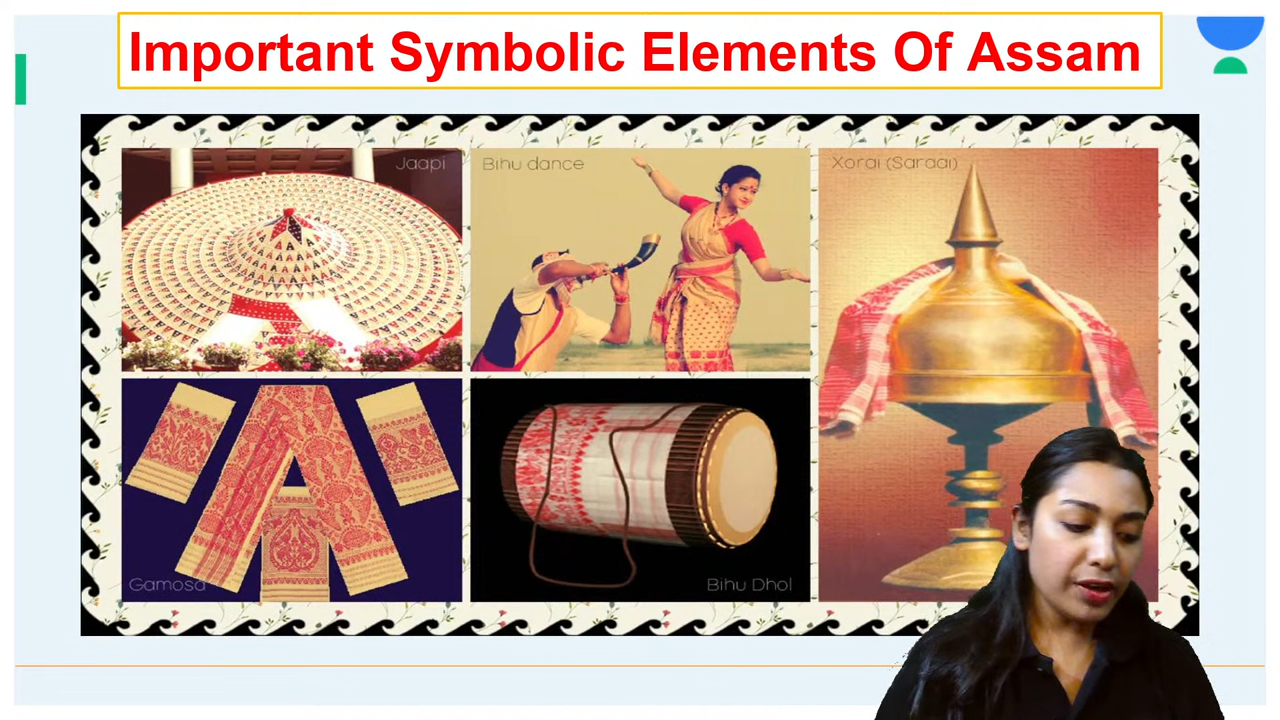 Important Symbolic Elements Of Assam
Jaapi
Bihu dance
Xorai (Saraai)
Gamosa
Bihu Dhol